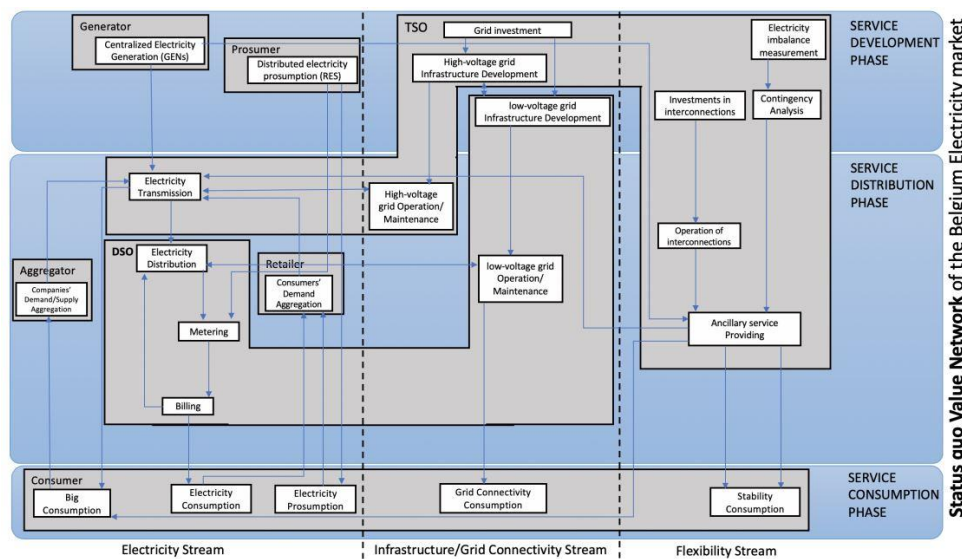 Generator
Centralized Electricity
Generation (GENs)
Prosumer
Distributed electricity
prosumption (RES)
TSO
Grid investment
High-voltage grid
Infrastructure Development
low-voltage grid
Infrastructure Development
Electricity
imbalance
measurement
Investments in
interconnections
Contingency
Analysis
SERVICE
DEVELOPMENT
PHASE
Electricity
Transmission
High-voltage
grid Operation/
Maintenance
SERVICE
DISTRIBUTION
PHASE
DSO
Electricity
Distribution
Operation of
interconnections
Aggregator
Companies'
Demand/Supply
Aggregation
Retailer
Consumers'
Demand
Aggregation
low-voltage grid
Operation/
Maintenance
Metering
Ancillary service
Providing
Billing
Consumer
Big
Consumption
Electricity
Consumption
Electricity
Prosumption
Grid Connectivity
Consumption
Stability
Consumption
SERVICE
CONSUMPTION
PHASE
Electricity Stream
Infrastructure/Grid Connectivity Stream
Flexibility Stream
Status quo Value Network of the Belgium Electricity market